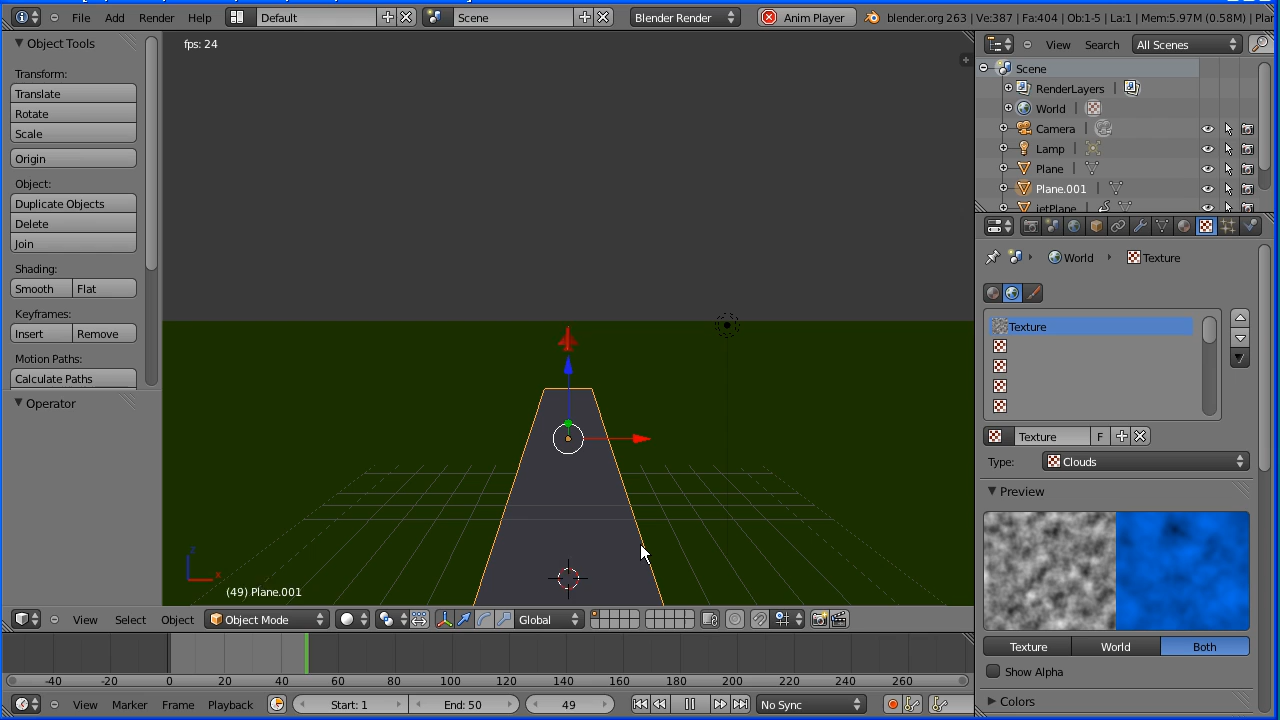 File Add Render Help Default Scene Blender Render Anim Player blender.org 263 | Ve:387 | Fa:404 | Ob:1-5 | La:1 | Mem:5.97M (0.58M) | Plan
Object Tools
Transform:
Translate
Rotate
Scale
Origin
Object:
Duplicate Objects
Delete
Join
Shading:
Smooth Flat
Keyframes:
Insert Remove
Motion Paths:
Calculate Paths
Operator
fps: 24
z
x
(49) Plane.001
View Select Object Object Mode Global
-40 -20 0 20 40 60 80 100 120 140 160 180 200 220 240 260
View Marker Frame Playback Start: 1 End: 50 49 No Sync
View Search All Scenes
Scene
RenderLayers |
World |
Camera |
Lamp |
Plane |
Plane.001 |
jetPlane |
World Texture
Texture
Texture F
Type: Clouds
Preview
Texture World Both
Show Alpha
Colors